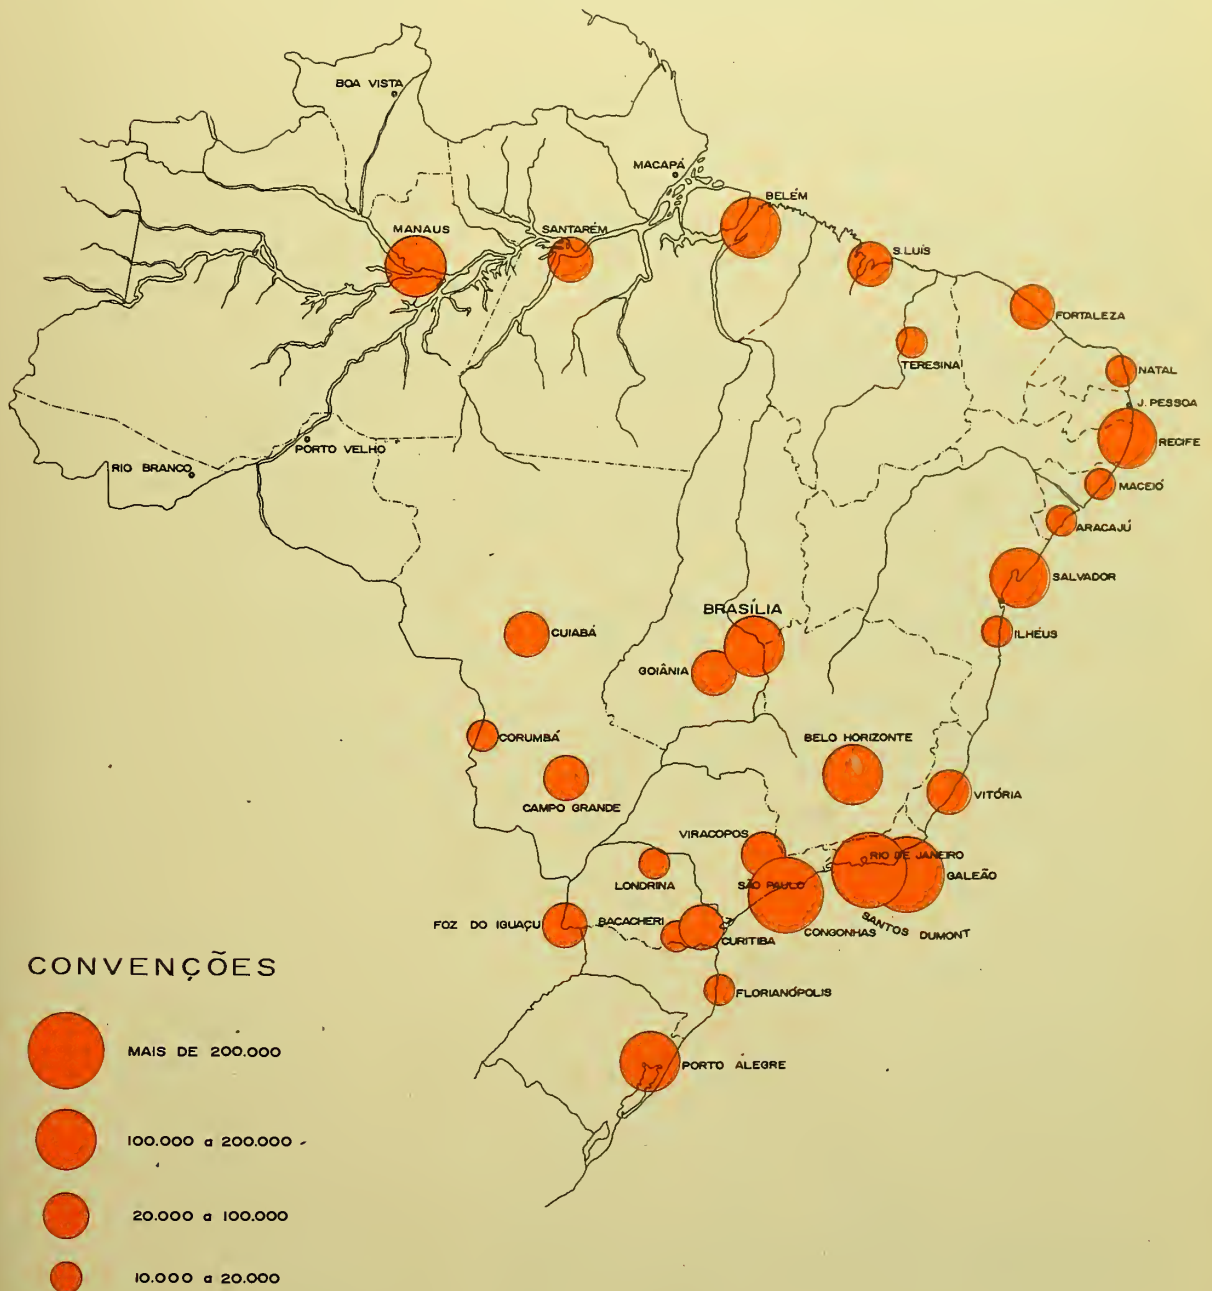 BOA VISTA
MACAPÁ
BELÉM
MANAUS
SANTARÉM
S. LUÍS
FORTALEZA
TERESINA
NATAL
J. PESSOA
RECIFE
PORTO VELHO
RIO BRANCO
MACEIÓ
ARACAJÚ
SALVADOR
BRASÍLIA
CUIABÁ
ILHÉUS
GOIÂNIA
CORUMBÁ
BELO HORIZONTE
CAMPO GRANDE
VITÓRIA
VIRACOPOS
RIO DE JANEIRO
LONDRINA
SÃO PAULO
GALEÃO
FOZ DO IGUAÇU
BACACHERI
CURITIBA
CONGONHAS
SANTOS DUMONT
FLORIANÓPOLIS
PORTO ALEGRE
CONVENÇÕES
MAIS DE 200.000
100.000 a 200.000
20.000 a 100.000
10.000 a 20.000